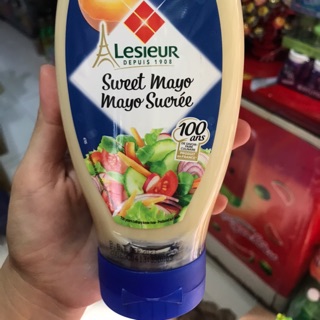 LESIEUR
DEPUIS 1908
Sweet Mayo
Mayo Sucrée
100
ans